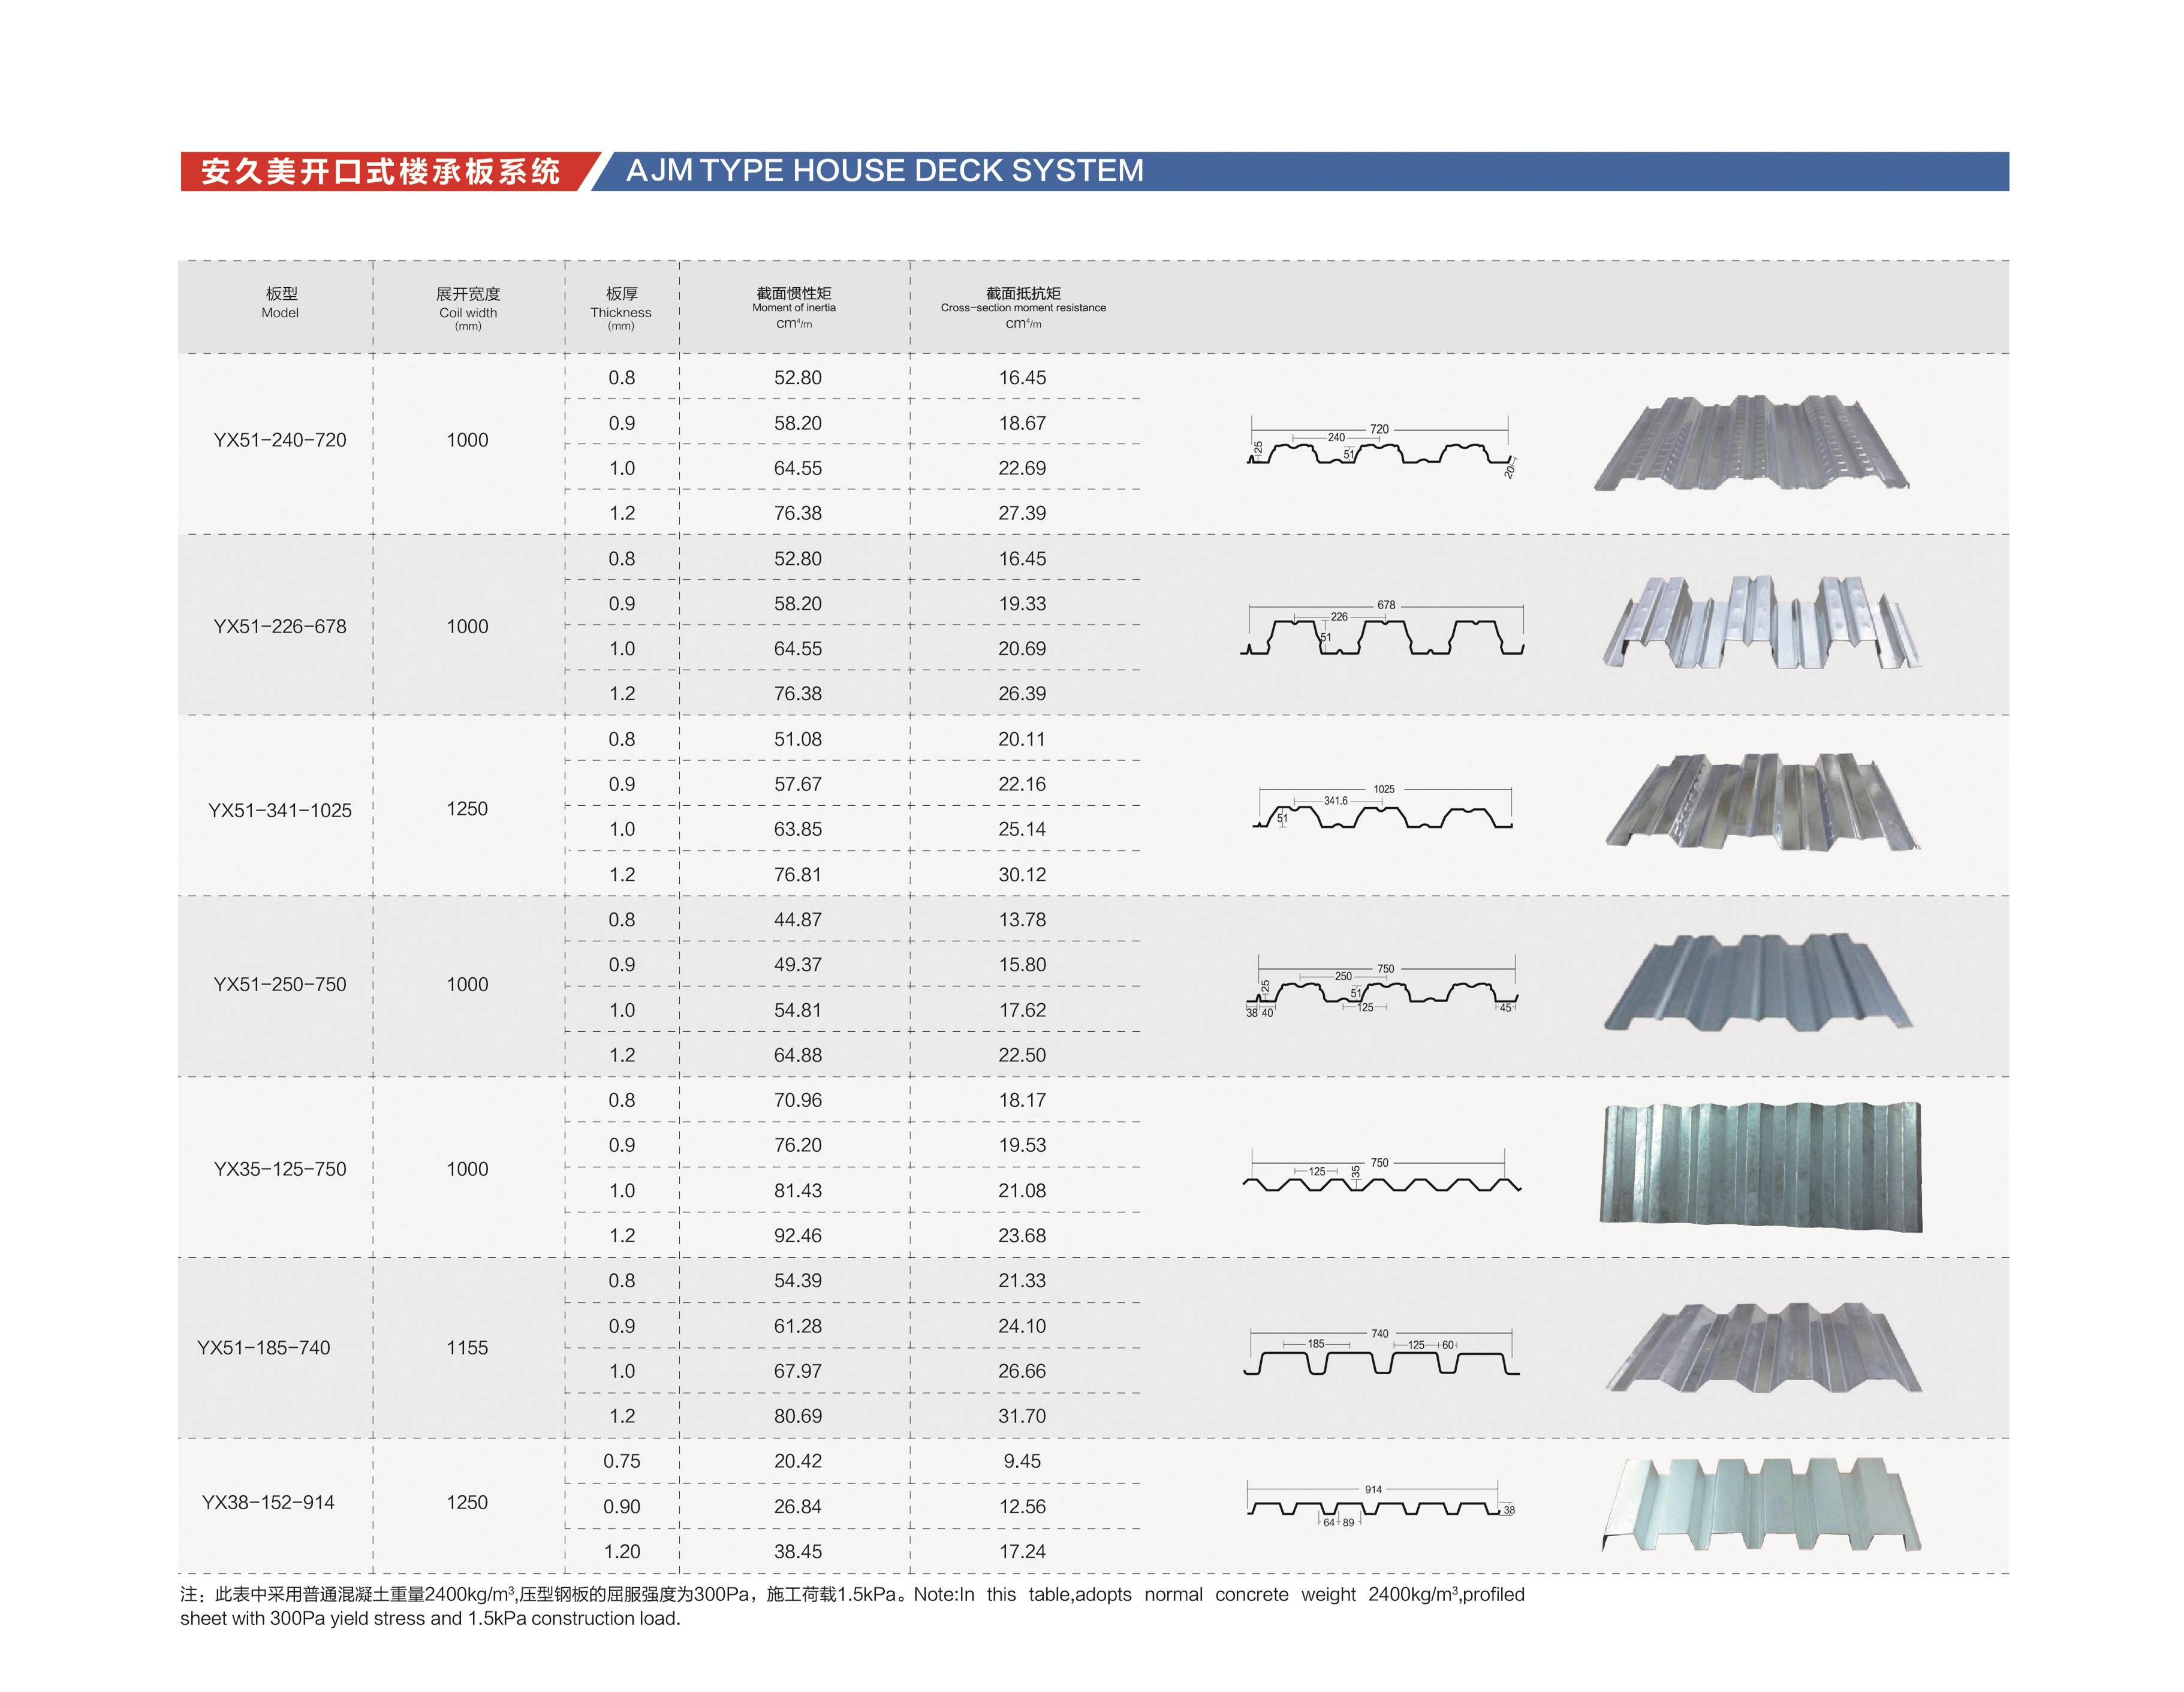 安久美开口式楼承板系统 AJM TYPE HOUSE DECK SYSTEM
板型 展开宽度 板厚 截面惯性矩 截面抵抗矩
Model Coil width Thickness Moment of inertia Cross-section moment resistance
(mm) (mm) cm⁴/m cm⁴/m
YX51-240-720 1000
0.8 52.80 16.45
0.9 58.20 18.67
1.0 64.55 22.69
1.2 76.38 27.39
720
240
25 51 20
YX51-226-678 1000
0.8 52.80 16.45
0.9 58.20 19.33
1.0 64.55 20.69
1.2 76.38 26.39
678
226
51
YX51-341-1025 1250
0.8 51.08 20.11
0.9 57.67 22.16
1.0 63.85 25.14
1.2 76.81 30.12
1025
341.6
51
YX51-250-750 1000
0.8 44.87 13.78
0.9 49.37 15.80
1.0 54.81 17.62
1.2 64.88 22.50
750
250
25 51
38 40 125 45
YX35-125-750 1000
0.8 70.96 18.17
0.9 76.20 19.53
1.0 81.43 21.08
1.2 92.46 23.68
750
125 35
YX51-185-740 1155
0.8 54.39 21.33
0.9 61.28 24.10
1.0 67.97 26.66
1.2 80.69 31.70
740
185 125 60
YX38-152-914 1250
0.75 20.42 9.45
0.90 26.84 12.56
1.20 38.45 17.24
914
38
64 89
注：此表中采用普通混凝土重量2400kg/m³,压型钢板的屈服强度为300Pa，施工荷载1.5kPa。Note:In this table,adopts normal concrete weight 2400kg/m³,profiled
sheet with 300Pa yield stress and 1.5kPa construction load.